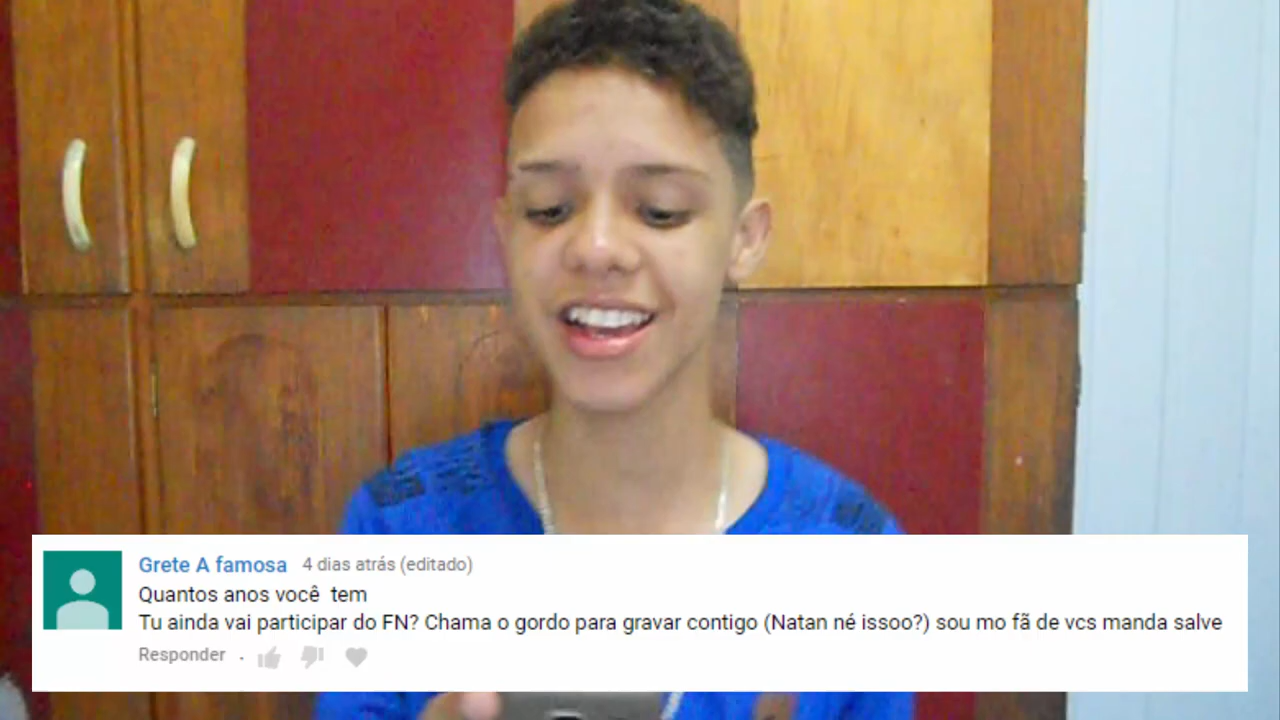 Grete A famosa 4 dias atrás (editado)
Quantos anos você tem
Tu ainda vai participar do FN? Chama o gordo para gravar contigo (Natan né issoo?) sou mo fã de vcs manda salve
Responder .